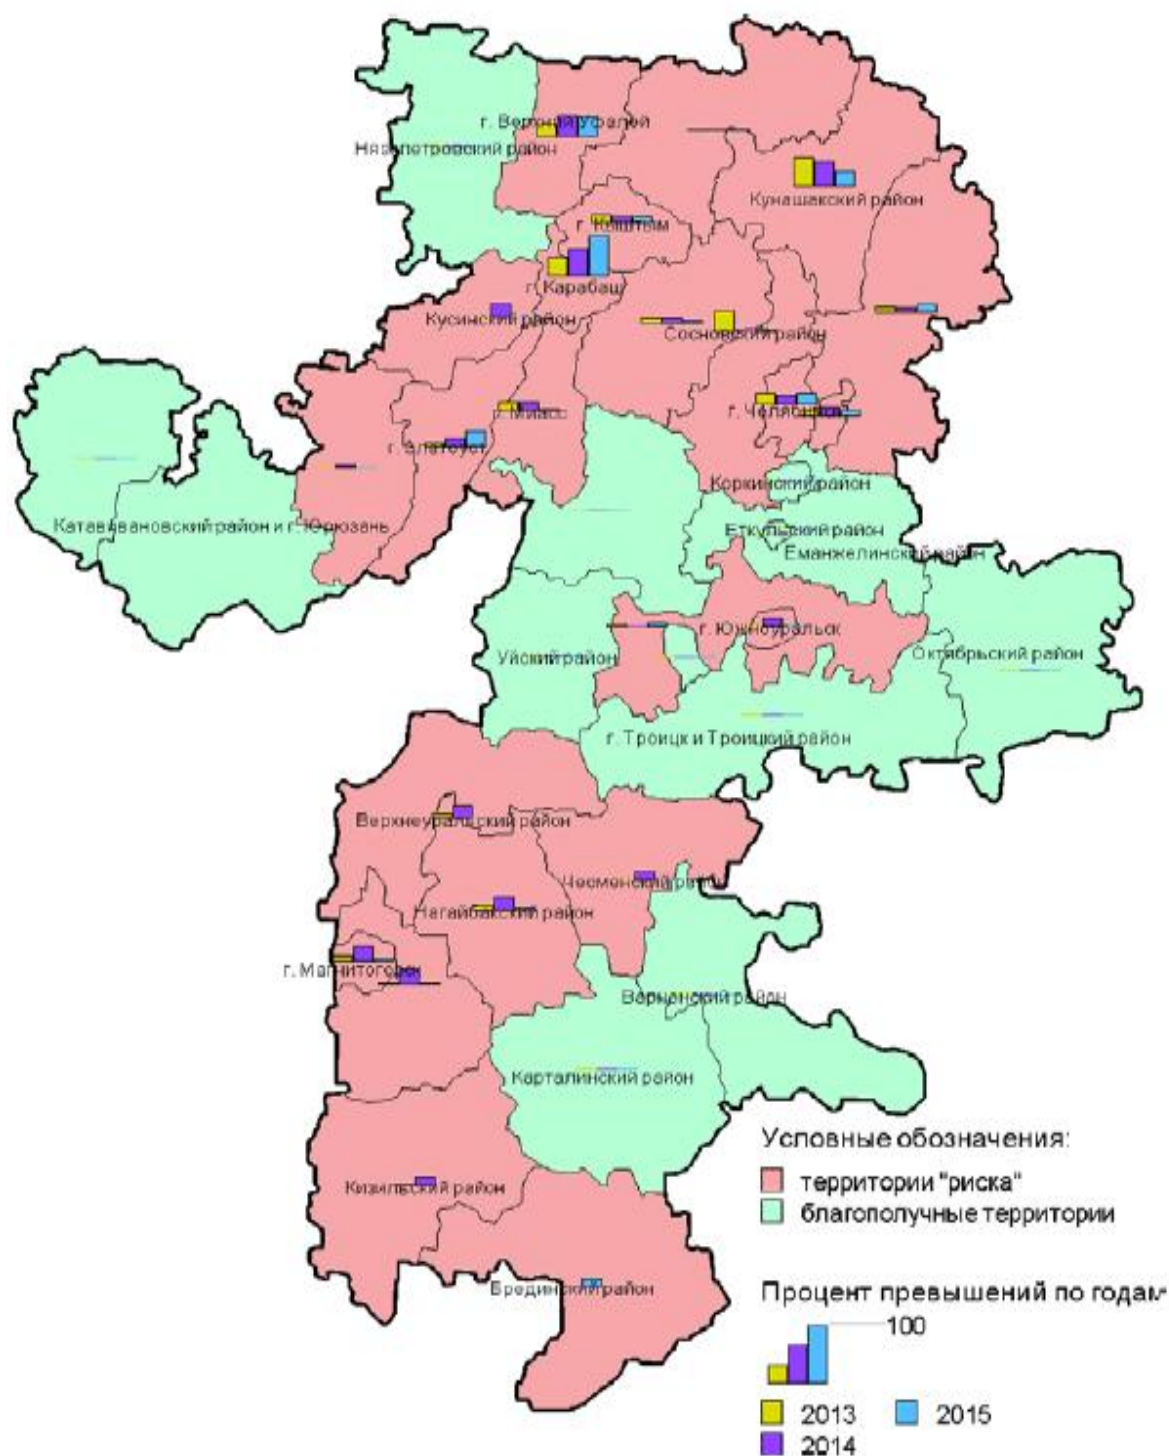 г. Верхний Уфалей
Нязепетровский район
Кунашакский район
г. Кыштым
г. Карабаш
Кусинский район
Сосновский район
г. Миасс
г. Челябинск
г. Златоуст
Коркинский район
Катавивановский район и г. Юрюзань
Еткульский район
Еманжелинский район
г. Южноуральск
Уйский район
Октябрьский район
г. Троицк и Троицкий район
Верхнеуральский район
Чесменский район
Нагайбакский район
г. Магнитогорск
Варнанский район
Карталинский район
Условные обозначения:
территории "риска"
Кизильский район
благополучные территории
Брединский район
Процент превышений по годам
100
2013
2015
2014